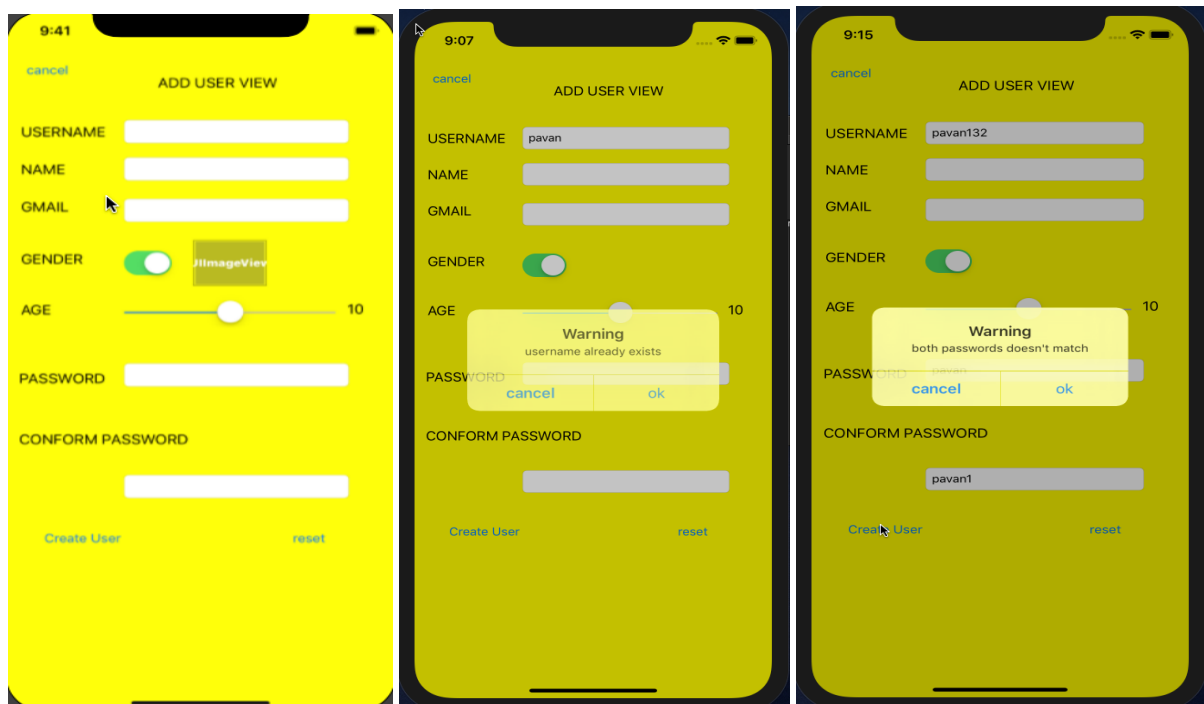 9:41
cancel
ADD USER VIEW
USERNAME
NAME
GMAIL
GENDER
UIImageView
AGE
10
PASSWORD
CONFORM PASSWORD
Create User
reset
9:07
cancel
ADD USER VIEW
USERNAME
pavan
NAME
GMAIL
GENDER
AGE
10
Warning
username already exists
PASSWORD
cancel
ok
CONFORM PASSWORD
Create User
reset
9:15
cancel
ADD USER VIEW
USERNAME
pavan132
NAME
GMAIL
GENDER
AGE
10
Warning
both passwords doesn't match
PASSWORD
pavan
cancel
ok
CONFORM PASSWORD
pavan1
Create User
reset